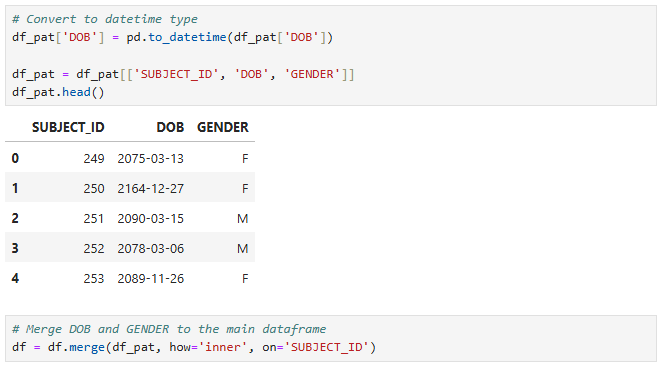 # Convert to datetime type
df_pat['DOB'] = pd.to_datetime(df_pat['DOB'])
df_pat = df_pat[['SUBJECT_ID', 'DOB', 'GENDER']]
df_pat.head()
SUBJECT_ID DOB GENDER
0 249 2075-03-13 F
1 250 2164-12-27 F
2 251 2090-03-15 M
3 252 2078-03-06 M
4 253 2089-11-26 F
# Merge DOB and GENDER to the main dataframe
df = df.merge(df_pat, how='inner', on='SUBJECT_ID')